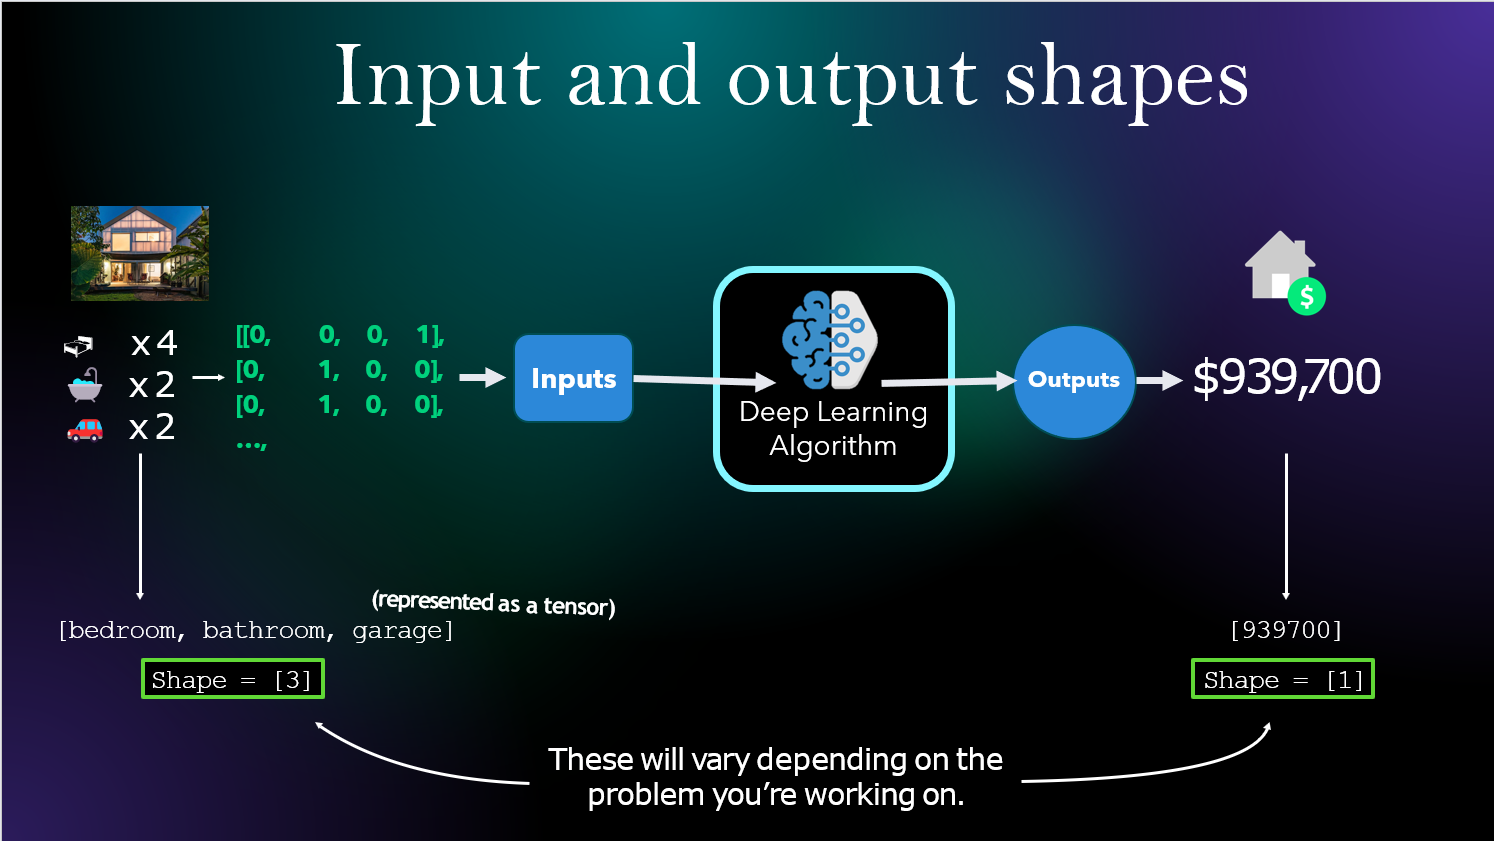 Input and output shapes
x 4
x 2
x 2
[[0, 0, 0, 1],
[0, 1, 0, 0],
[0, 1, 0, 0],
…,
Inputs
Deep Learning
Algorithm
Outputs
$
$939,700
(represented as a tensor)
[bedroom, bathroom, garage]
Shape = [3]
[939700]
Shape = [1]
These will vary depending on the
problem you’re working on.